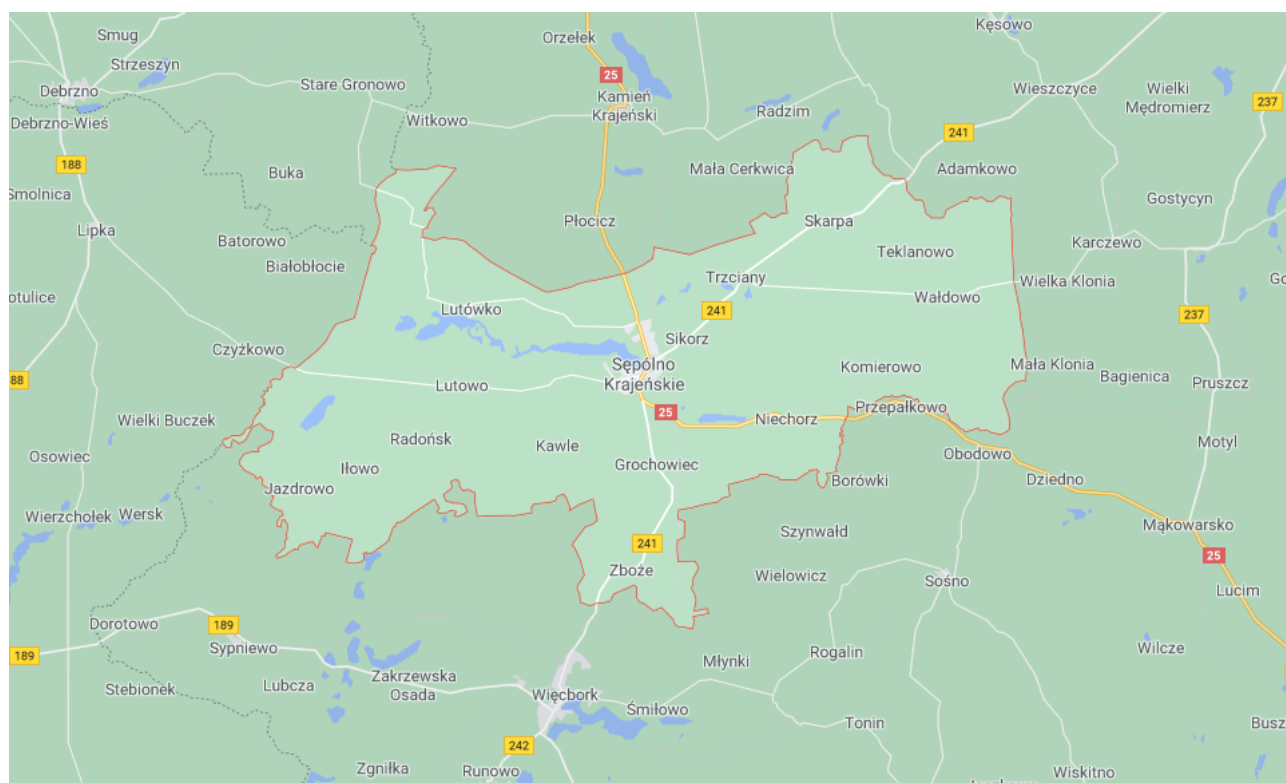 Kęsowo
Smug
Orzełek
Strzeszyn
25
Stare Gronowo
Debrzno
Wieszczyce
Wielki
Mędromierz
Kamień
Krajeński
237
Radzim
Witkowo
Debrzno-Wieś
241
188
Buka
Mała Cerkwica
Adamkowo
Smolnica
Gostycyn
Płocicz
Skarpa
Lipka
Batorowo
Karczewo
Teklanowo
Białobłocie
Trzciany
Wielka Klonia
otulice
Wałdowo
Go
Lutówko
241
237
Sikorz
Czyżkowo
Sępólno
Krajeńskie
Komierowo
Mała Klonia
Bagienica
88
Lutowo
Pruszcz
25
Przepałkowo
Wielki Buczek
Niechorz
Radońsk
Kawle
Motyl
Osowiec
Obodowo
Iłowo
Grochowiec
Dziedno
Borówki
Jazdrowo
Wersk
Wierzchołek
Mąkowarsko
Szynwałd
241
25
Zboże
Wielowicz
Sośno
Lucim
Dorotowo
189
Sypniewo
Rogalin
Wilcze
189
Młynki
Zakrzewska
Osada
Lubcza
Stebionek
Więcbork
Śmiłowo
Tonin
Busz
242
Zgniłka
Runowo
Wiskitno